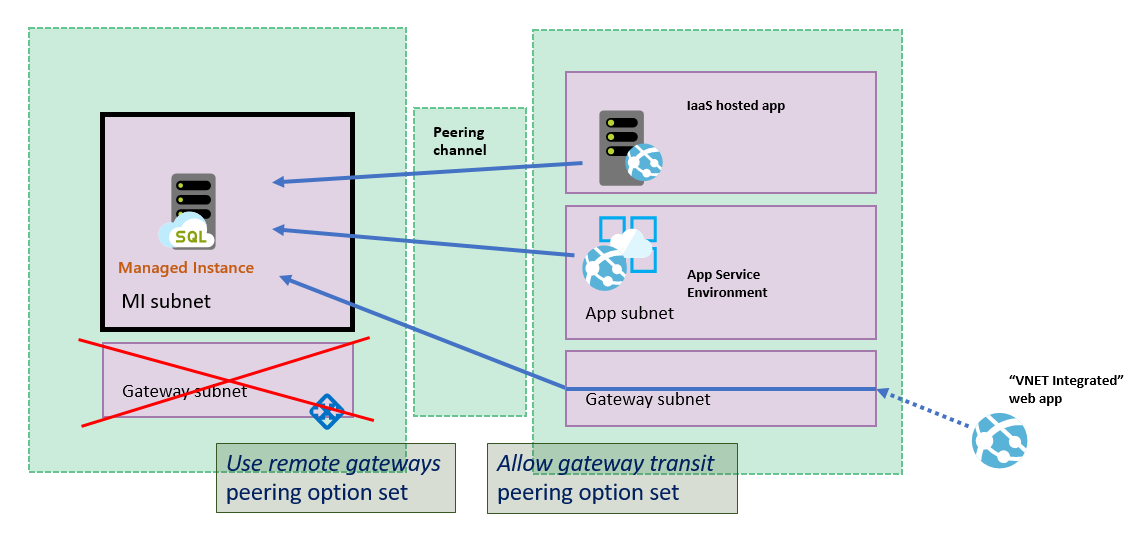 IaaS hosted app
Peering
channel
SQL
Managed Instance
MI subnet
App Service
Environment
App subnet
Gateway subnet
Gateway subnet
“VNET Integrated”
web app
Use remote gateways
peering option set
Allow gateway transit
peering option set